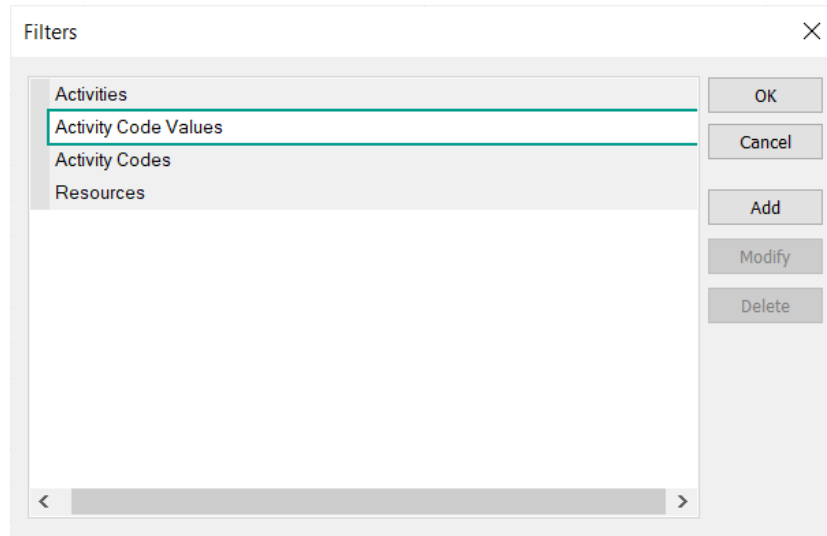 Filters
Activities
Activity Code Values
Activity Codes
Resources
OK
Cancel
Add
Modify
Delete